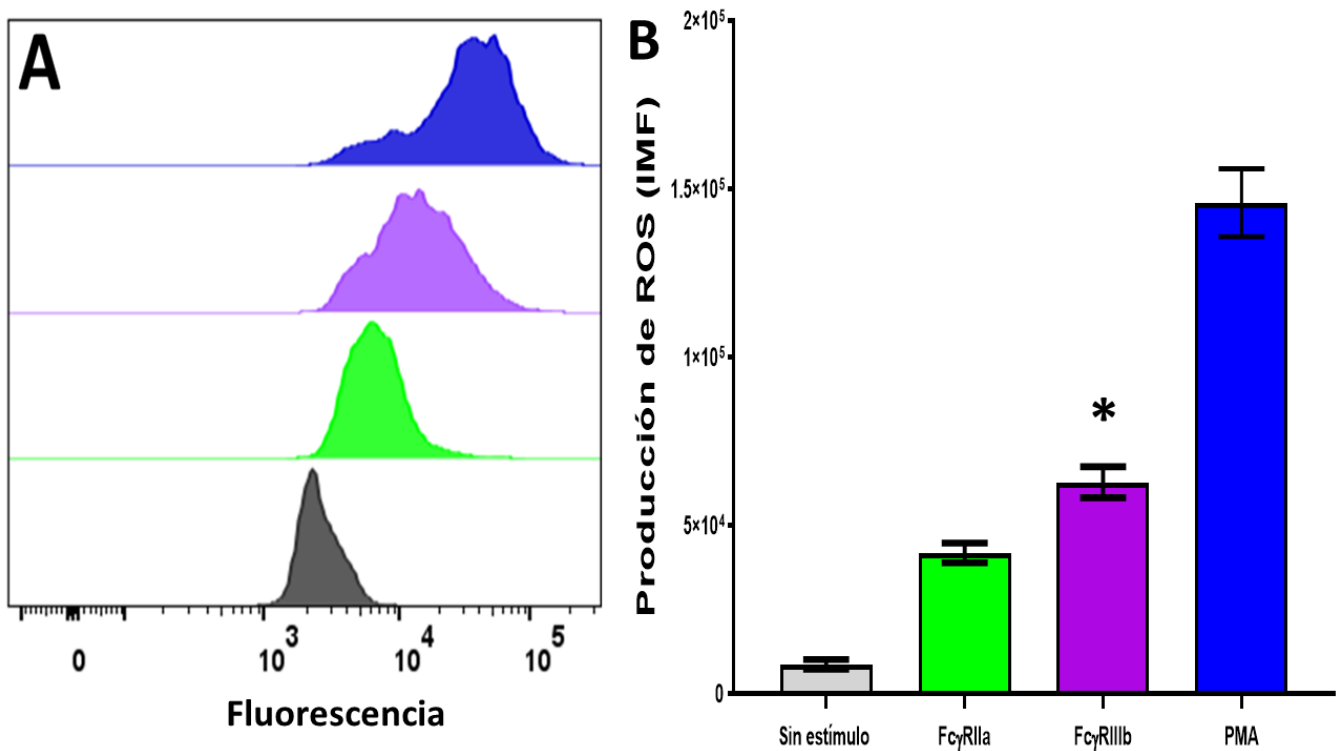 A
0
10³
10⁴
10⁵
Fluorescencia
B
Producción de ROS (IMF)
2×10⁵
1.5×10⁵
1×10⁵
5×10⁴
0
*
Sin estímulo
FcγRIIa
FcγRIIIb
PMA